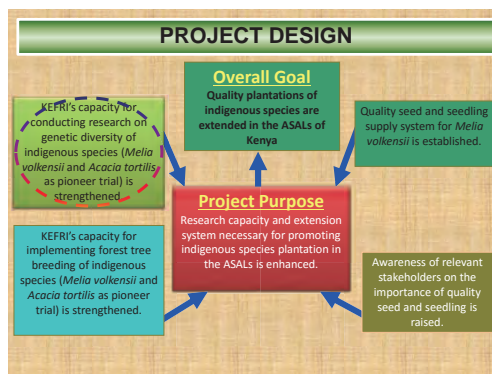 PROJECT DESIGN
Overall Goal
Quality plantations of
indigenous species are
extended in the ASALs of
Kenya
KEFRI's capacity for
conducting research on
genetic diversity of
indigenous species (Melia
volkensii and Acacia tortilis
as pioneer trial) is
strengthened.
Quality seed and seedling
supply system for Melia
volkensii is established.
Project Purpose
Research capacity and extension
system necessary for promoting
indigenous species plantation in
the ASALs is enhanced.
KEFRI's capacity for
implementing forest tree
breeding of indigenous
species (Melia volkensii and
Acacia tortilis as pioneer
trial) is strengthened.
Awareness of relevant
stakeholders on the
importance of quality
seed and seedling is
raised.